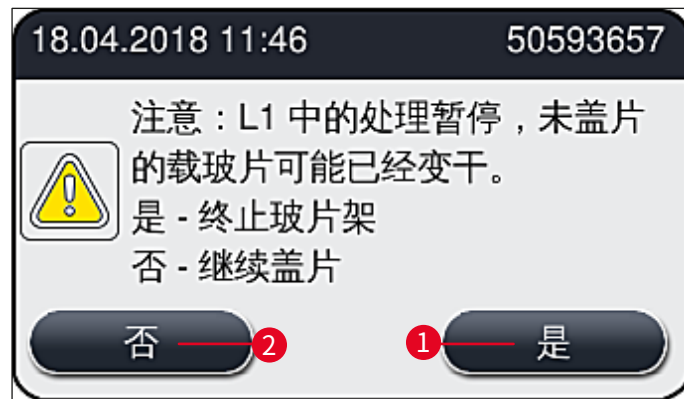 18.04.2018 11:46 50593657
注意：L1 中的处理暂停，未盖片
的载玻片可能已经变干。
是 - 终止玻片架
否 - 继续盖片
否 2 1 是